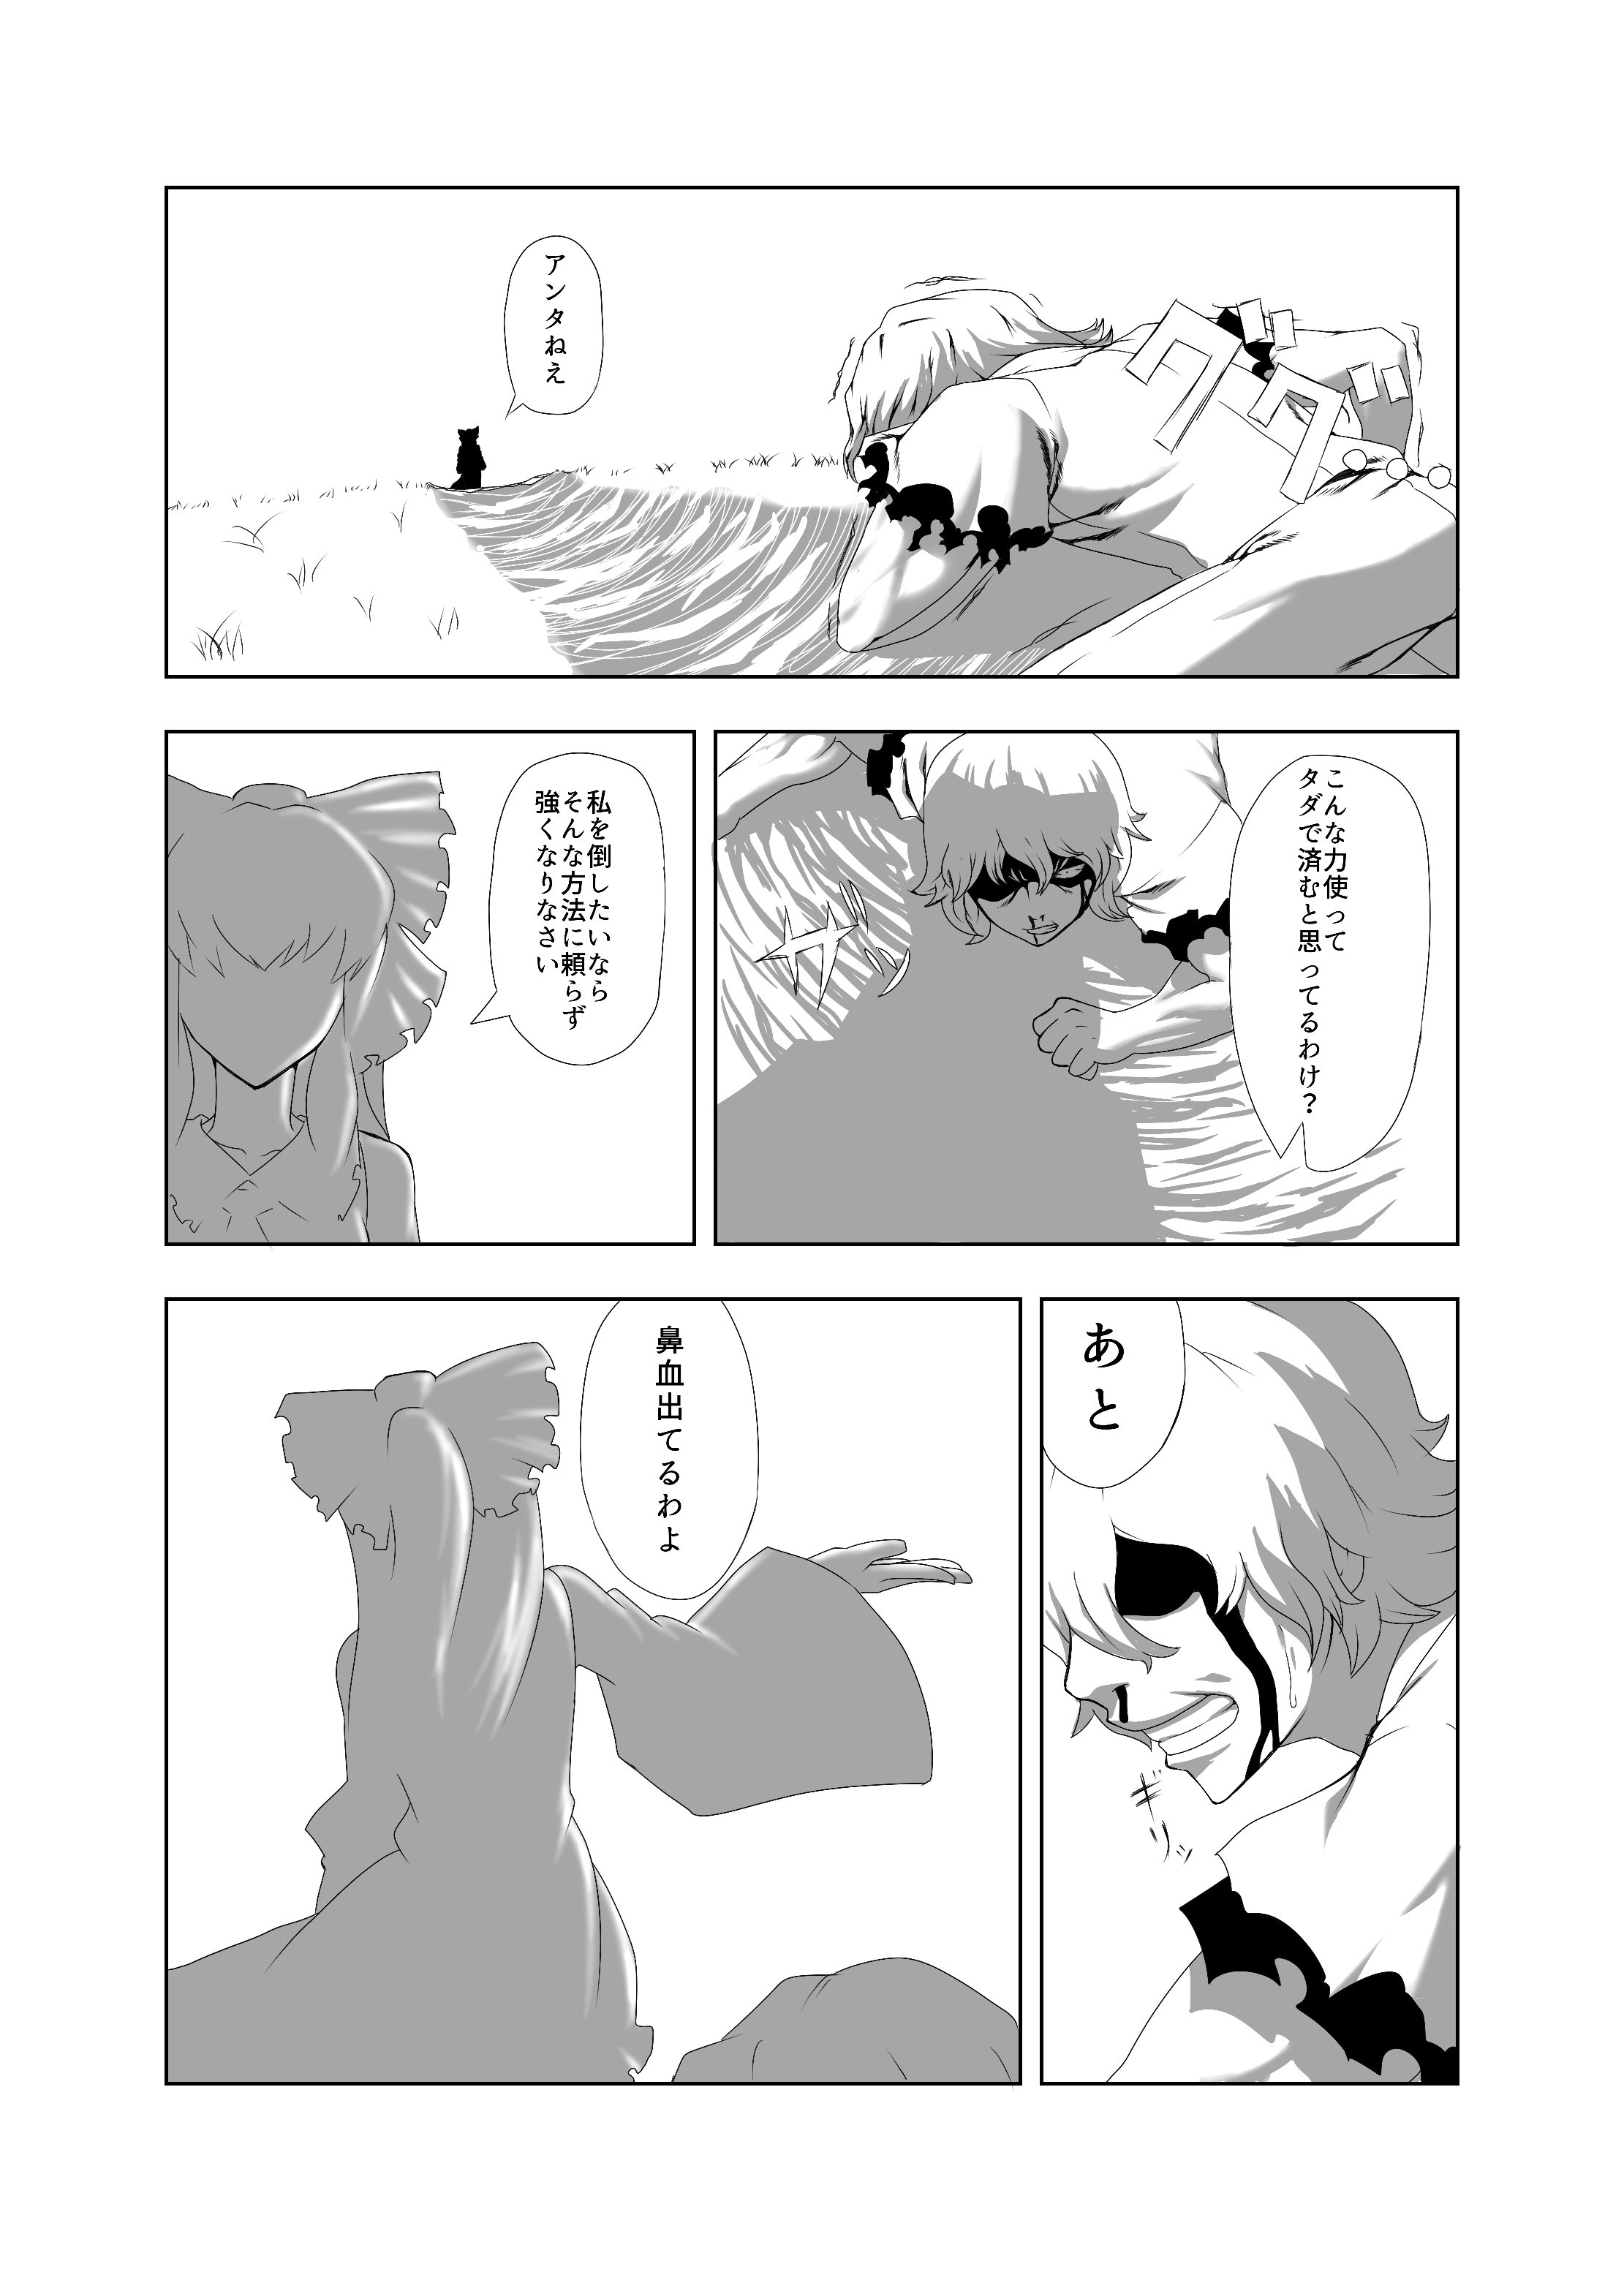 アンタねえ
ググ
こんな力使って
タダで済むと思ってるわけ？
ザッ
私を倒したいなら
そんな方法に頼らず
強くなりなさい
あと
ギリッ
鼻血出てるわよ